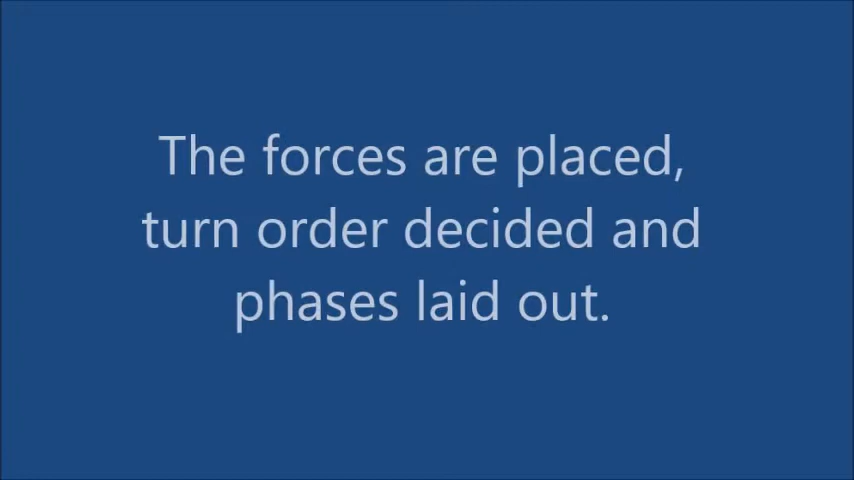 The forces are placed,
turn order decided and
phases laid out.